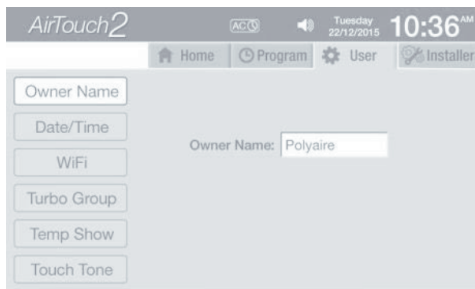 AirTouch2
AC
Tuesday
22/12/2015
10:36AM
Home
Program
User
Installer
Owner Name
Date/Time
WiFi
Turbo Group
Temp Show
Touch Tone
Owner Name: Polyaire